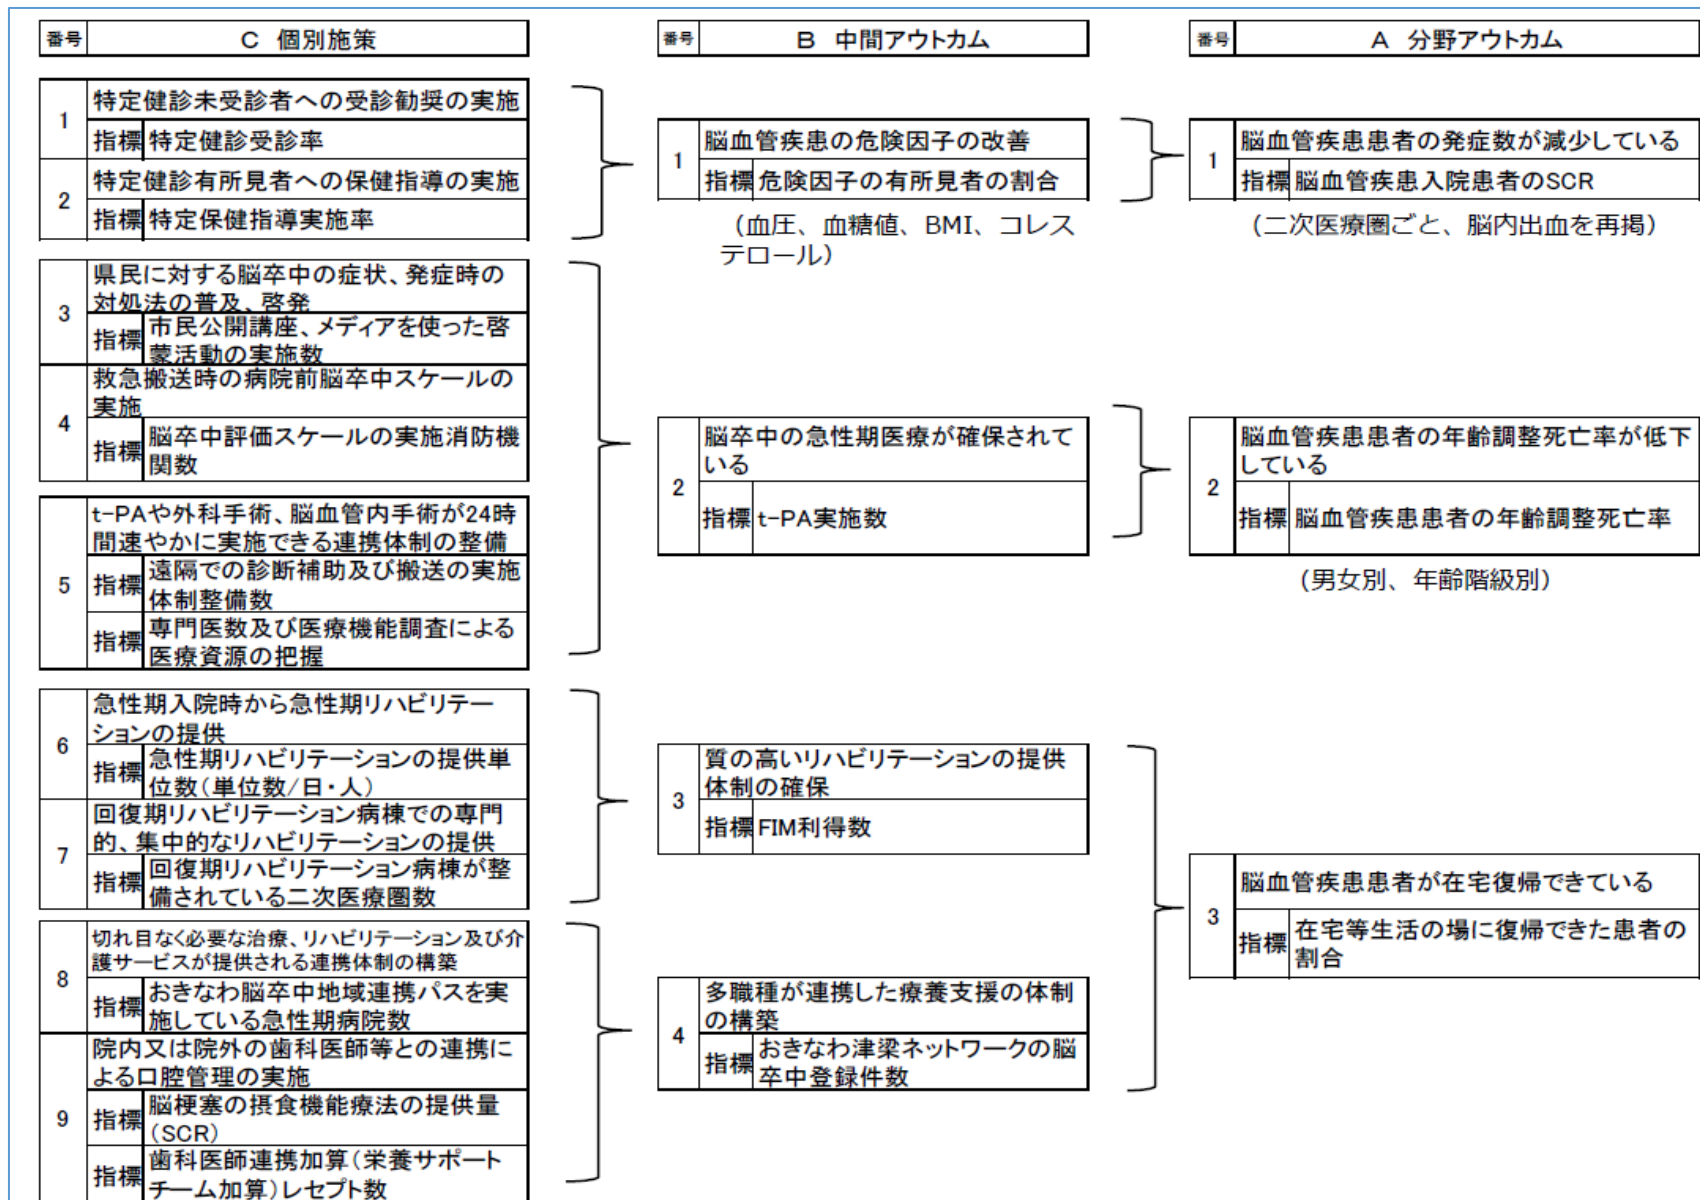 番号 C 個別施策
1
特定健診未受診者への受診勧奨の実施
指標 特定健診受診率
2
特定健診有所見者への保健指導の実施
指標 特定保健指導実施率
3
県民に対する脳卒中の症状、発症時の
対処法の普及、啓発
指標
市民公開講座、メディアを使った啓
蒙活動の実施数
4
救急搬送時の病院前脳卒中スケールの
実施
指標
脳卒中評価スケールの実施消防機
関数
5
t-PAや外科手術、脳血管内手術が24時
間速やかに実施できる連携体制の整備
指標
遠隔での診断補助及び搬送の実施
体制整備数
指標
専門医数及び医療機能調査による
医療資源の把握
6
急性期入院時から急性期リハビリテー
ションの提供
指標
急性期リハビリテーションの提供単
位数(単位数/日・人)
7
回復期リハビリテーション病棟での専門
的、集中的なリハビリテーションの提供
指標
回復期リハビリテーション病棟が整
備されている二次医療圏数
8
切れ目なく必要な治療、リハビリテーション及び介
護サービスが提供される連携体制の構築
指標
おきなわ脳卒中地域連携パスを実
施している急性期病院数
9
院内又は院外の歯科医師等との連携に
よる口腔管理の実施
指標
脳梗塞の摂食機能療法の提供量
(SCR)
指標
歯科医師連携加算(栄養サポート
チーム加算)レセプト数
番号 B 中間アウトカム
1
脳血管疾患の危険因子の改善
指標 危険因子の有所見者の割合
(血圧、血糖値、BMI、コレス
テロール)
2
脳卒中の急性期医療が確保されて
いる
指標 t-PA実施数
3
質の高いリハビリテーションの提供
体制の確保
指標 FIM利得数
4
多職種が連携した療養支援の体制
の構築
指標
おきなわ津梁ネットワークの脳
卒中登録件数
番号 A 分野アウトカム
1
脳血管疾患患者の発症数が減少している
指標 脳血管疾患入院患者のSCR
(二次医療圏ごと、脳内出血を再掲)
2
脳血管疾患患者の年齢調整死亡率が低下
している
指標 脳血管疾患患者の年齢調整死亡率
(男女別、年齢階級別)
3
脳血管疾患患者が在宅復帰できている
指標
在宅等生活の場に復帰できた患者の
割合